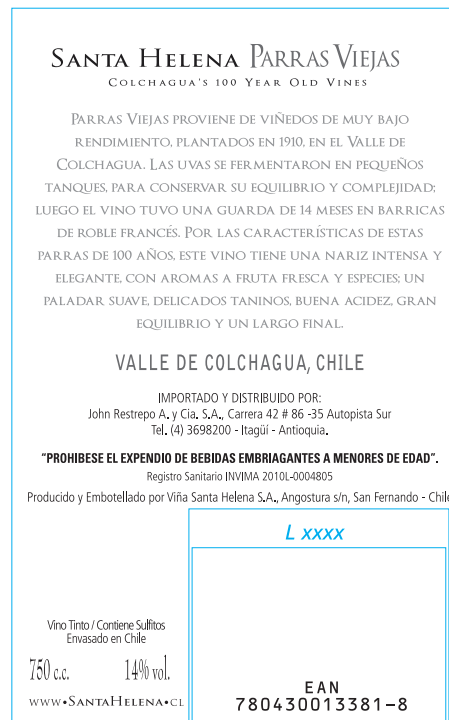 SANTA HELENA PARRAS VIEJAS
COLCHAGUA'S 100 YEAR OLD VINES
PARRAS VIEJAS PROVIENE DE VIÑEDOS DE MUY BAJO
RENDIMIENTO, PLANTADOS EN 1910, EN EL VALLE DE
COLCHAGUA. LAS UVAS SE FERMENTARON EN PEQUEÑOS
TANQUES, PARA CONSERVAR SU EQUILIBRIO Y COMPLEJIDAD;
LUEGO EL VINO TUVO UNA GUARDA DE 14 MESES EN BARRICAS
DE ROBLE FRANCÉS. POR LAS CARACTERÍSTICAS DE ESTAS
PARRAS DE 100 AÑOS, ESTE VINO TIENE UNA NARIZ INTENSA Y
ELEGANTE, CON AROMAS A FRUTA FRESCA Y ESPECIES; UN
PALADAR SUAVE, DELICADOS TANINOS, BUENA ACIDEZ, GRAN
EQUILIBRIO Y UN LARGO FINAL.
VALLE DE COLCHAGUA, CHILE
IMPORTADO Y DISTRIBUIDO POR:
John Restrepo A. y Cia. S.A., Carrera 42 # 86 -35 Autopista Sur
Tel. (4) 3698200 - Itagüí - Antioquia.
"PROHIBESE EL EXPENDIO DE BEBIDAS EMBRIAGANTES A MENORES DE EDAD".
Registro Sanitario INVIMA 2010L-0004805
Producido y Embotellado por Viña Santa Helena S.A., Angostura s/n, San Fernando - Chile
L xxxx
Vino Tinto / Contiene Sulfitos
Envasado en Chile
750 c.c. 14% vol.
WWW•SANTAHELENA•CL
EAN
780430013381-8